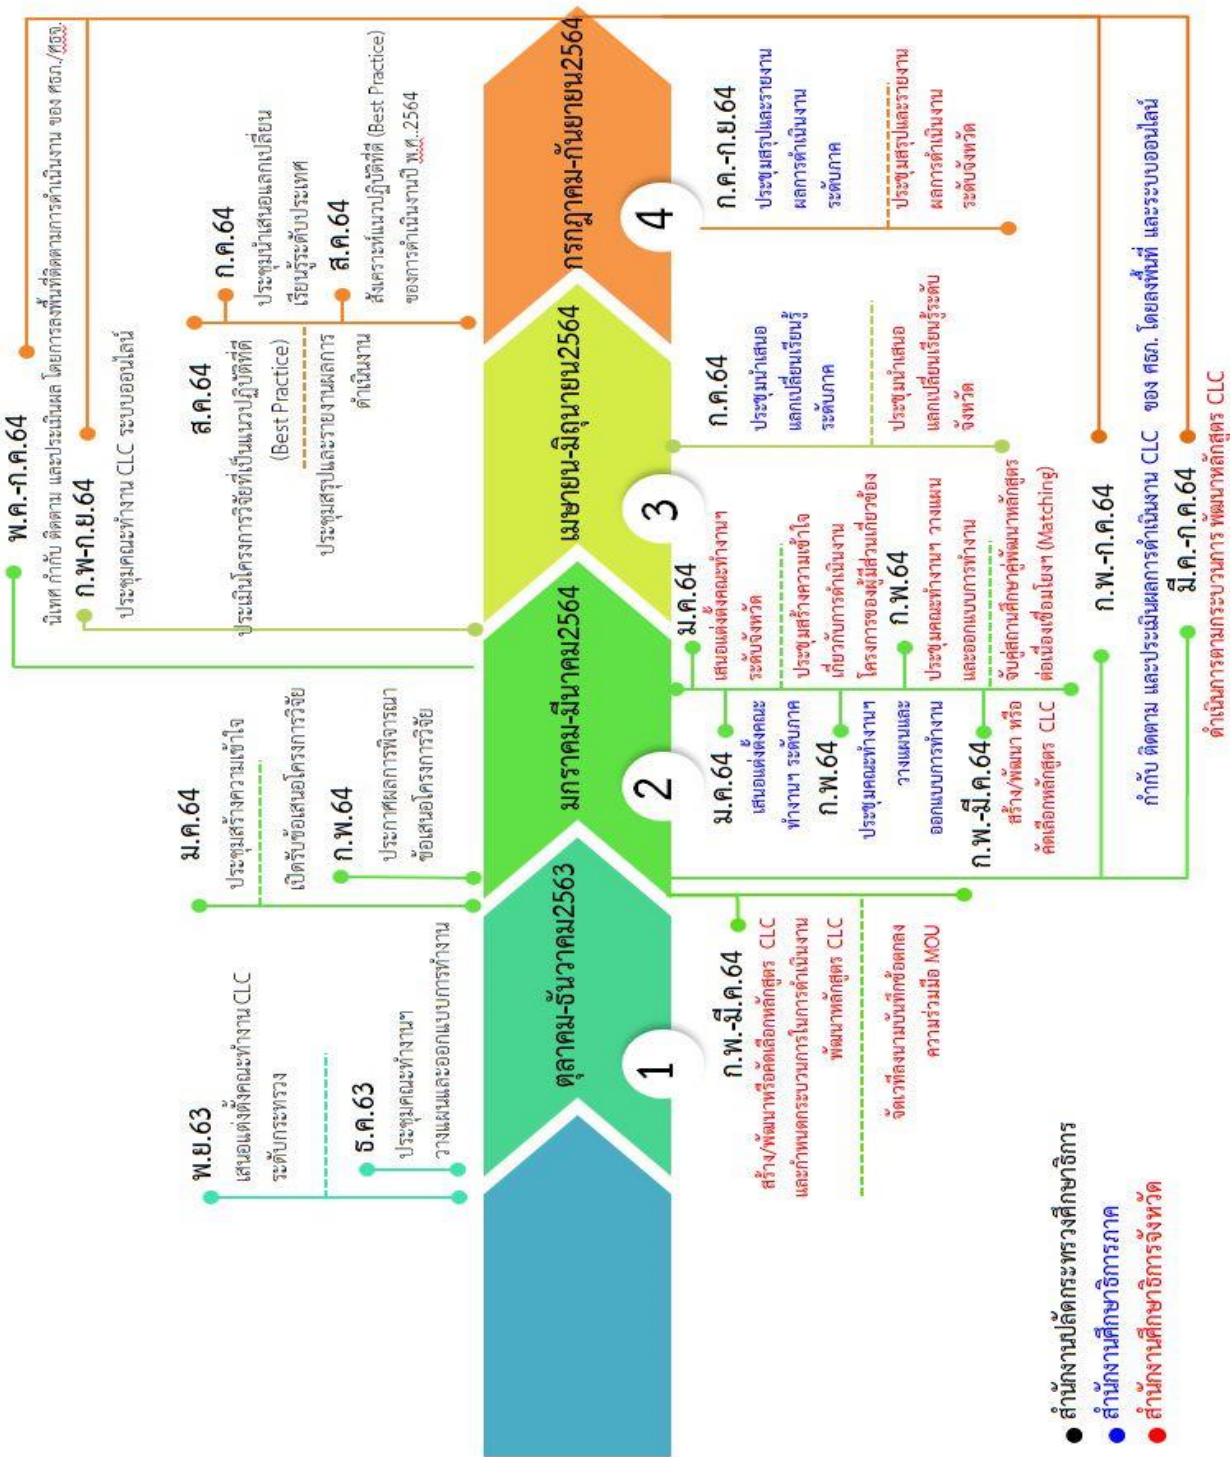 พ.ค.-ก.ค.64
นิเทศ กำกับ ติดตาม และประเมินผล โดยการลงพื้นที่ติดตามการดำเนินงาน ของ ศธภ./ศธจ.
ก.พ-ก.ย.64
ประชุมคณะทำงาน CLC ระบบออนไลน์
พ.ย.63
เสนอแต่งตั้งคณะทำงาน CLC
ระดับกระทรวง
ธ.ค.63
ประชุมคณะทำงานฯ
วางแผนและออกแบบการทำงาน
ม.ค.64
ประชุมสร้างความเข้าใจ
เปิดรับข้อเสนอโครงการวิจัย
ก.พ.64
ประกาศผลการพิจารณา
ข้อเสนอโครงการวิจัย
ส.ค.64
ประเมินโครงการวิจัยที่เป็นแนวปฏิบัติที่ดี
(Best Practice)
ประชุมสรุปและรายงานผลการ
ดำเนินงาน
ก.ค.64
ประชุมนำเสนอแลกเปลี่ยน
เรียนรู้ระดับประเทศ
ส.ค.64
สังเคราะห์แนวปฏิบัติที่ดี (Best Practice)
ของการดำเนินงานปี พ.ศ..2564
ตุลาคม-ธันวาคม2563
มกราคม-มีนาคม2564
เมษายน-มิถุนายน2564
กรกฎาคม-กันยายน2564
1
2
3
4
ก.พ.-มี.ค.64
สร้าง/พัฒนาหรือคัดเลือกหลักสูตร CLC
และกำหนดกระบวนการในการดำเนินงาน
พัฒนาหลักสูตร CLC
จัดเวทีลงนามบันทึกข้อตกลง
ความร่วมมือ MOU
ม.ค.64
เสนอแต่งตั้งคณะ
ทำงานฯ ระดับภาค
ก.พ.64
ประชุมคณะทำงานฯ
วางแผนและ
ออกแบบการทำงาน
ก.พ.-มี.ค.64
สร้าง/พัฒนา หรือ
คัดเลือกหลักสูตร CLC
ม.ค.64
เสนอแต่งตั้งคณะทำงานฯ
ระดับจังหวัด
ประชุมสร้างความเข้าใจ
เกี่ยวกับการดำเนินงาน
โครงการของผู้มีส่วนเกี่ยวข้อง
ก.พ.64
ประชุมคณะทำงานฯ วางแผน
และออกแบบการทำงาน
จับคู่สถานศึกษาคู่พัฒนาหลักสูตร
ต่อเนื่องเชื่อมโยงฯ (Matching)
ก.ค.64
ประชุมนำเสนอ
แลกเปลี่ยนเรียนรู้
ระดับภาค
ประชุมนำเสนอ
แลกเปลี่ยนเรียนรู้ระดับ
จังหวัด
ก.ค.-ก.ย.64
ประชุมสรุปและรายงาน
ผลการดำเนินงาน
ระดับภาค
ประชุมสรุปและรายงาน
ผลการดำเนินงาน
ระดับจังหวัด
ก.พ.-ก.ค.64
กำกับ ติดตาม และประเมินผลการดำเนินงาน CLC ของ ศธภ. โดยลงพื้นที่ และระบบออนไลน์
มี.ค.-ก.ค.64
ดำเนินการตามกระบวนการ พัฒนาหลักสูตร CLC
สำนักงานปลัดกระทรวงศึกษาธิการ
สำนักงานศึกษาธิการภาค
สำนักงานศึกษาธิการจังหวัด